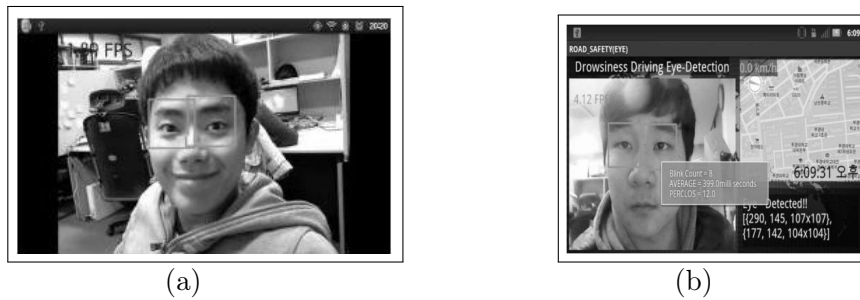 20:20
1.89 FPS
6:09
ROAD_SAFETY(EYE)
Drowsiness Driving Eye-Detection
0.0 km/h
4.12 FPS
Blink Count = 8
AVERAGE = 399.0milli seconds
PERCLOS = 12.0
6:09:31 오후
Eye Detected!!
[{290, 145, 107x107},
{177, 142, 104x104}]
(a)
(b)